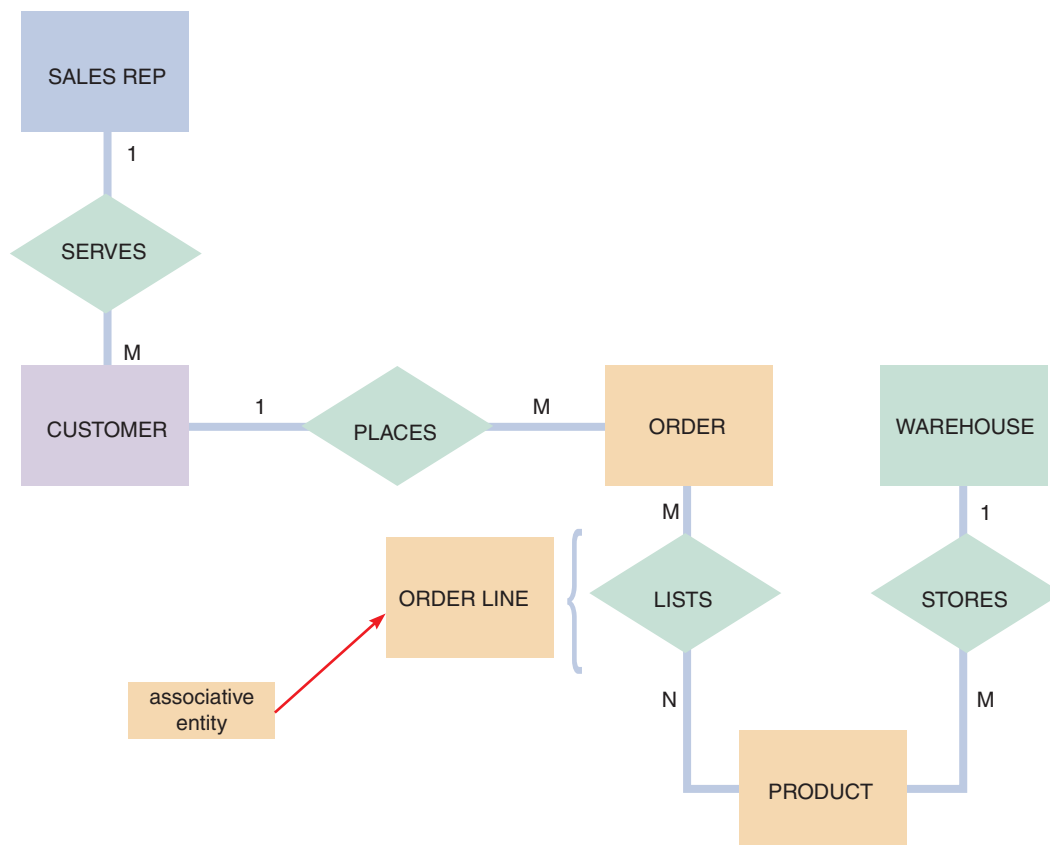 SALES REP
1
SERVES
M
CUSTOMER
1
PLACES
M
ORDER
WAREHOUSE
M
1
ORDER LINE
LISTS
STORES
associative
entity
N
M
PRODUCT